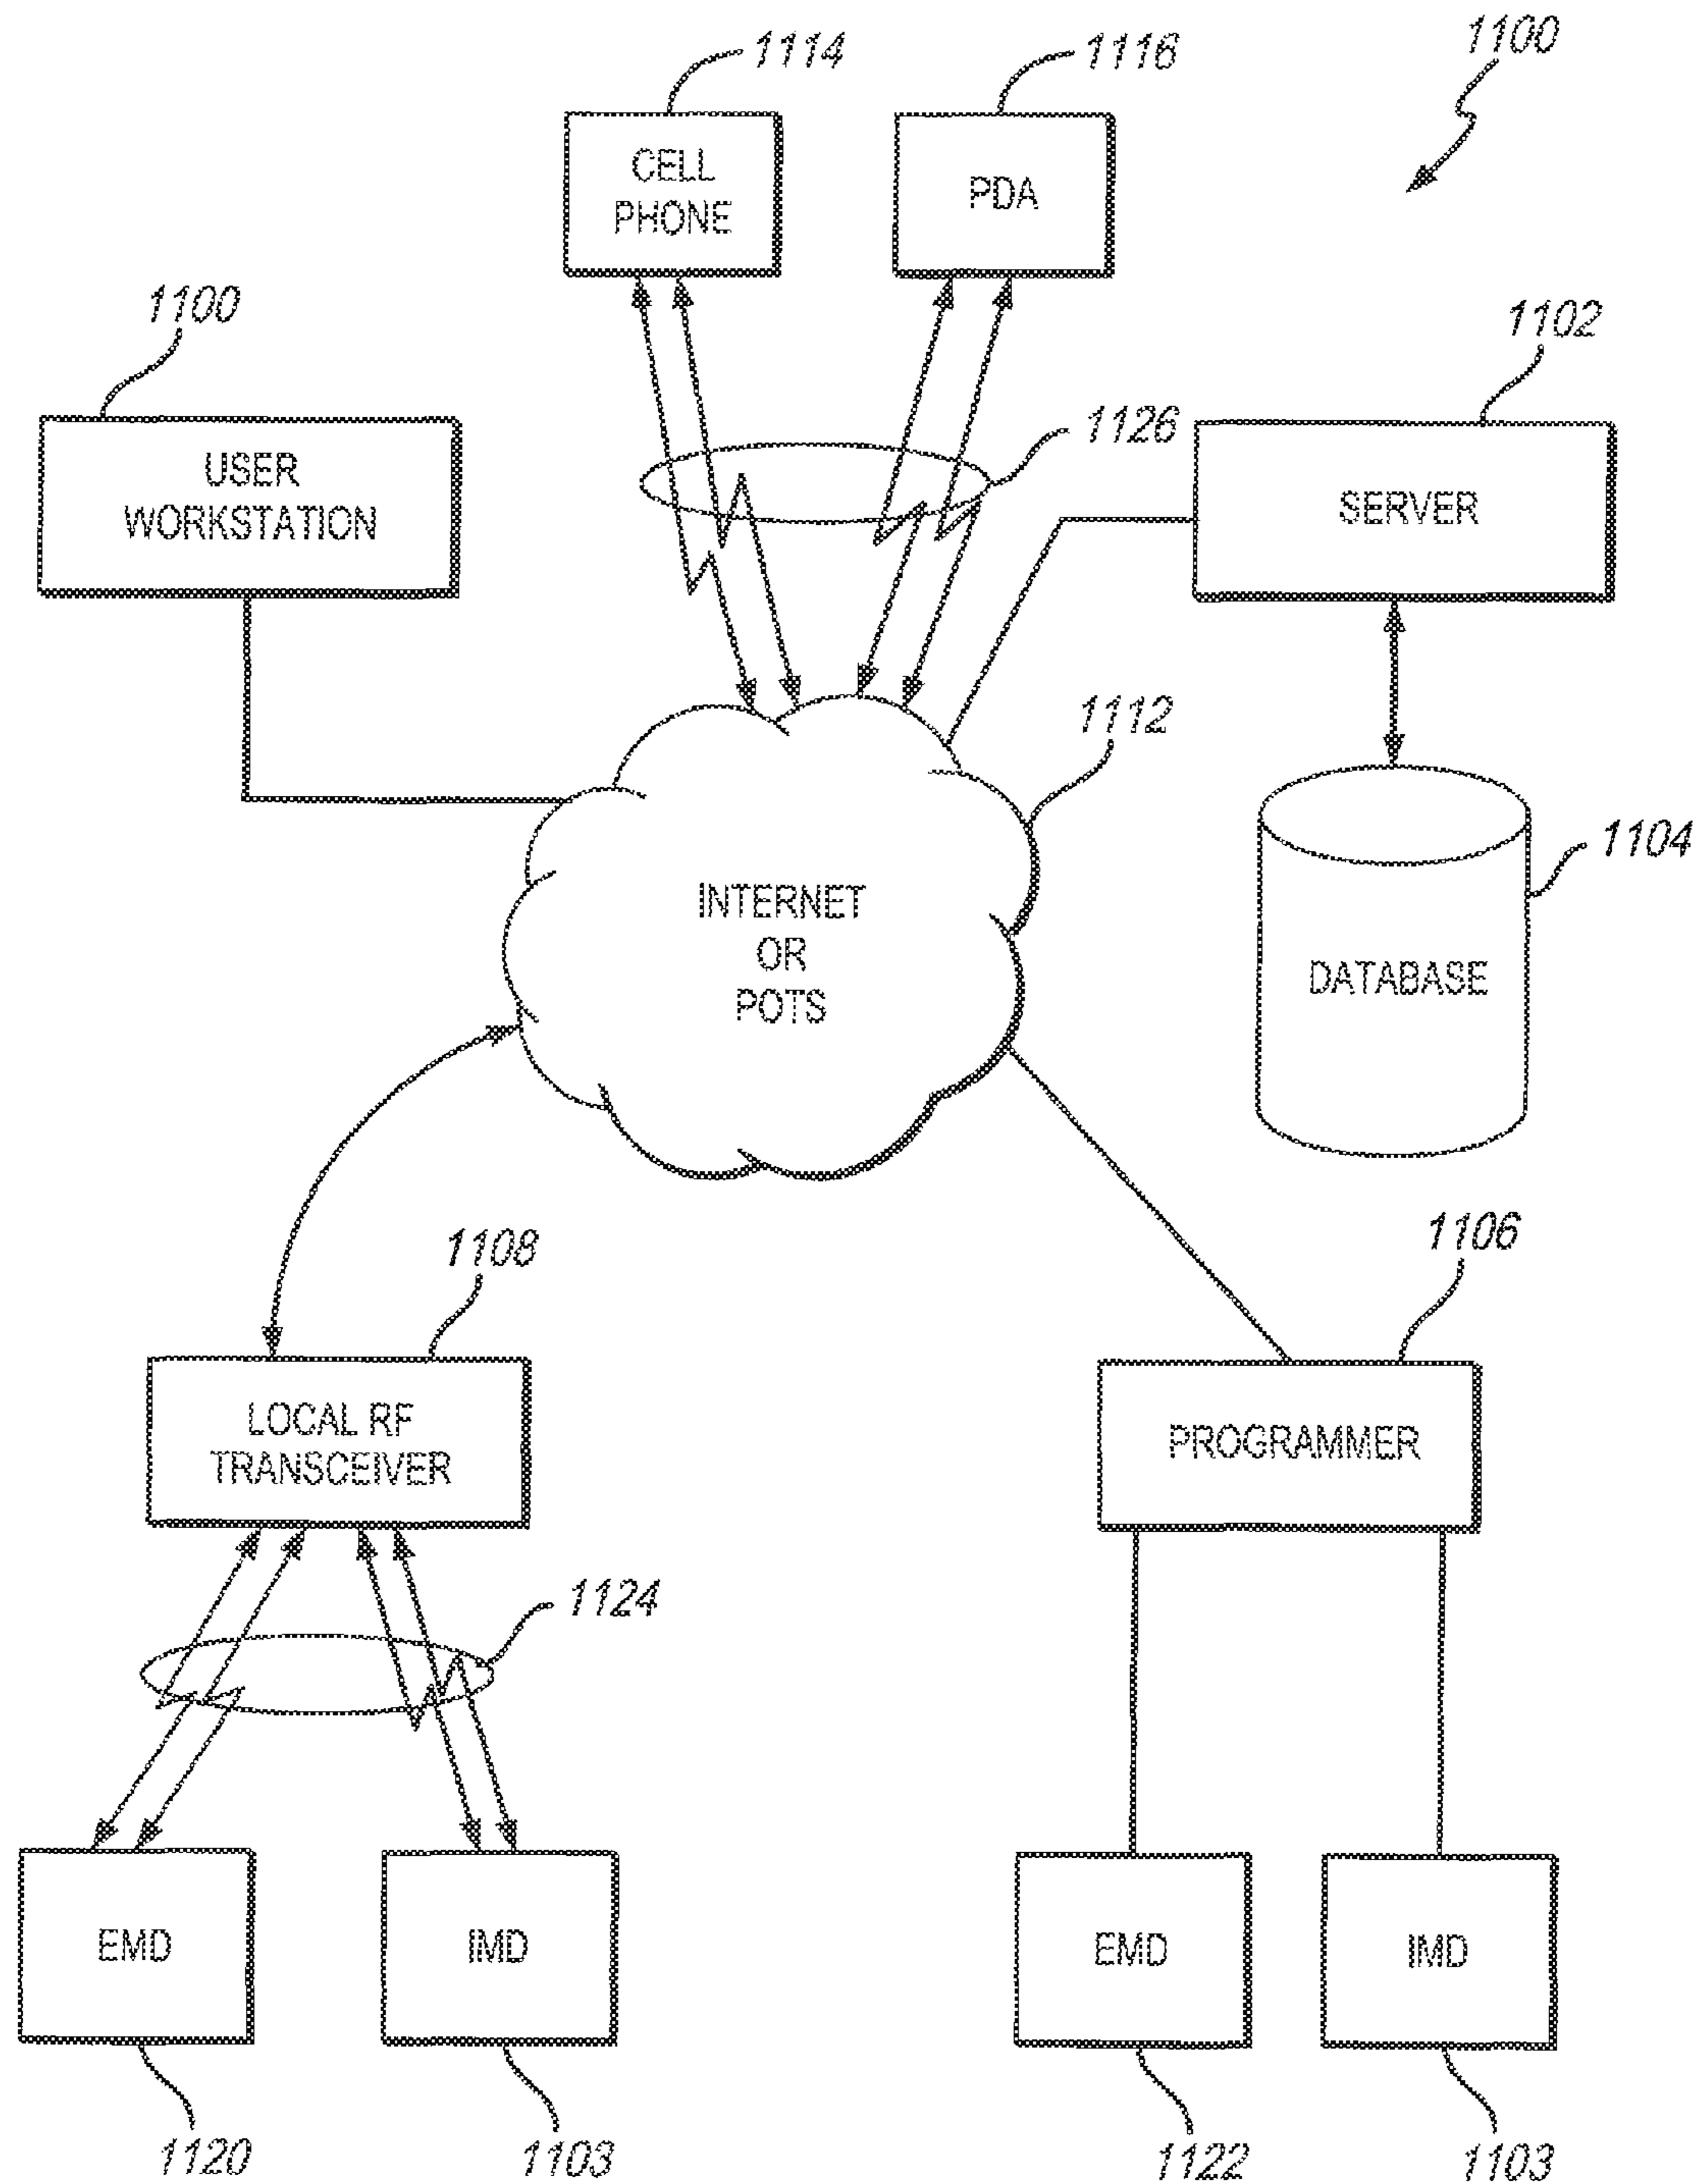 1100
1114
1116
CELL
PHONE
PDA
1100
1102
USER
WORKSTATION
1126
SERVER
1112
1104
INTERNET
OR
POTS
DATABASE
1108
1106
LOCAL RF
TRANSCEIVER
PROGRAMMER
1124
EMD
IMD
EMD
IMD
1120
1103
1122
1103